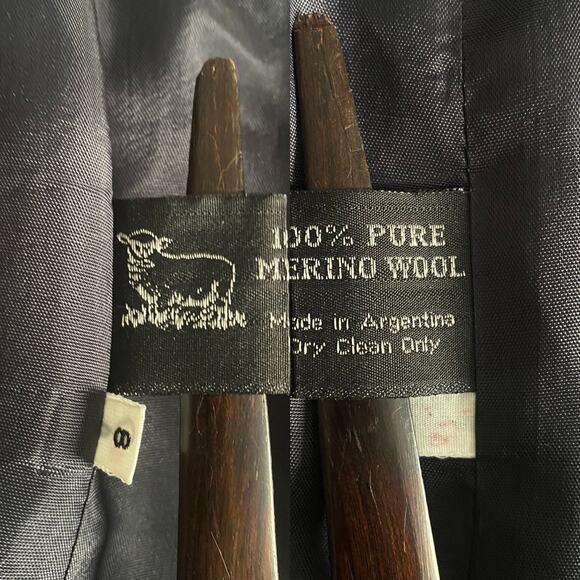 100% PURE
MERINO WOOL
Made in Argentina
Dry Clean Only
8